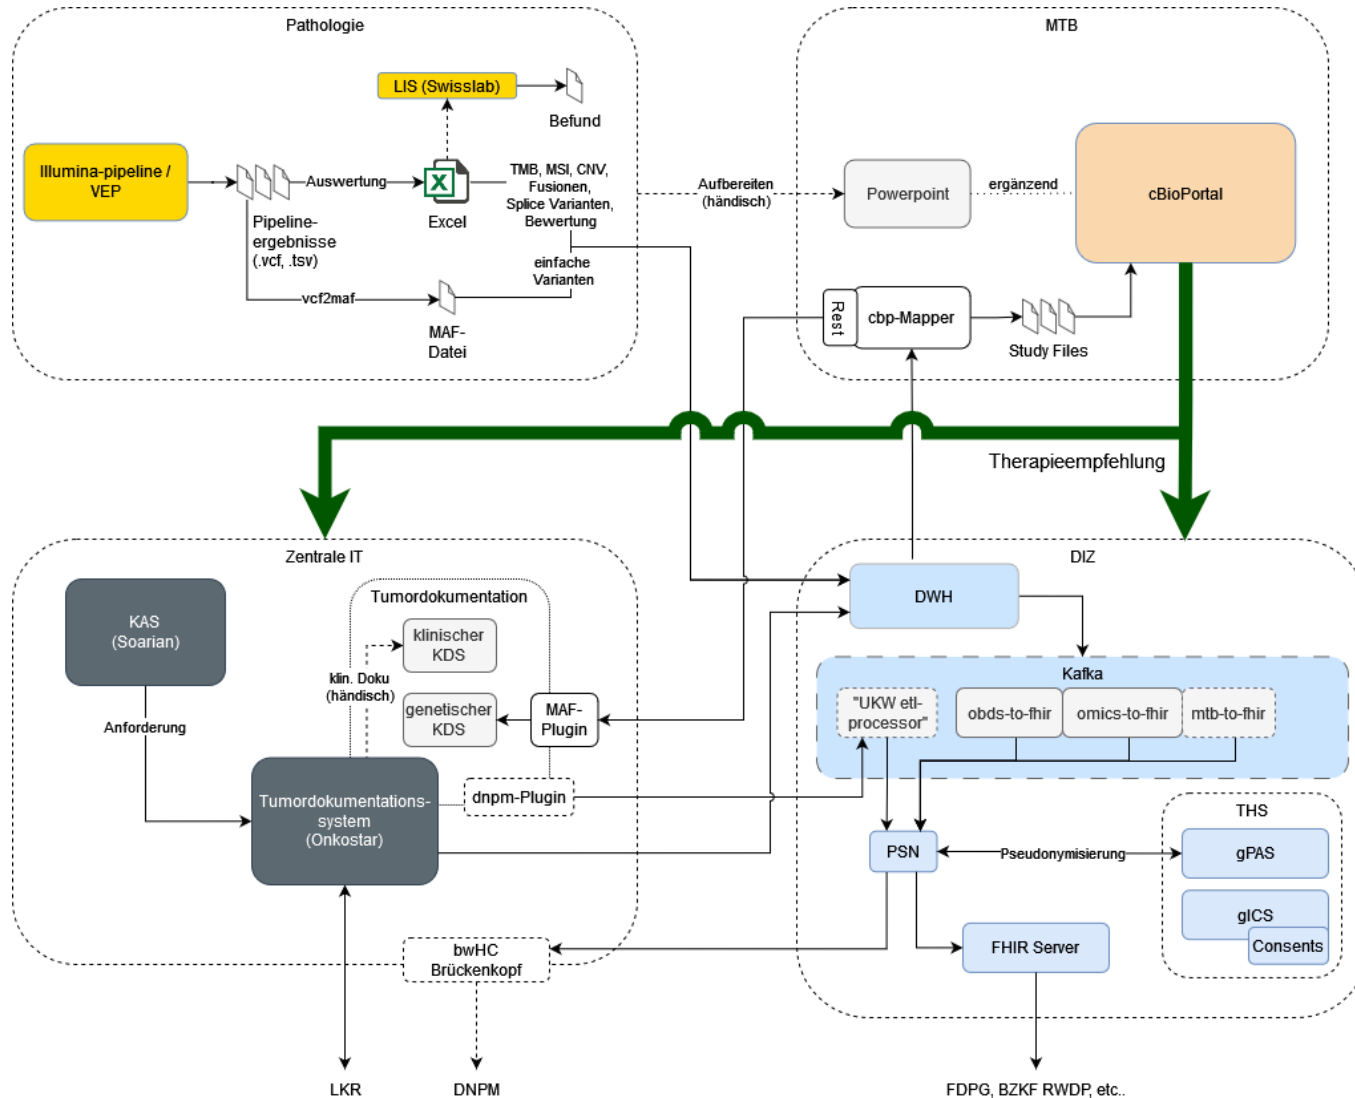 Pathologie
LIS (Swisslab)
Befund
Illumina-pipeline /
VEP
Auswertung
Pipeline-
ergebnisse
(.vcf, .tsv)
Excel
TMB, MSI, CNV,
Fusionen,
Splice Varianten,
Bewertung
einfache
Varianten
vcf2maf
MAF-
Datei
Aufbereiten
(händisch)
MTB
Powerpoint
ergänzend
cBioPortal
Rest
cbp-Mapper
Study Files
Therapieempfehlung
Zentrale IT
KAS
(Soarian)
Anforderung
Tumordokumentation
klinischer
KDS
klin. Doku
(händisch)
genetischer
KDS
MAF-
Plugin
Tumordokumentations-
system
(Onkostar)
dnpm-Plugin
bwHC
Brückenkopf
LKR
DNPM
DIZ
DWH
Kafka
"UKW etl-
processor"
obds-to-fhir
omics-to-fhir
mtb-to-fhir
PSN
Pseudonymisierung
THS
gPAS
gICS
Consents
FHIR Server
FDPG, BZKF RWDP, etc..